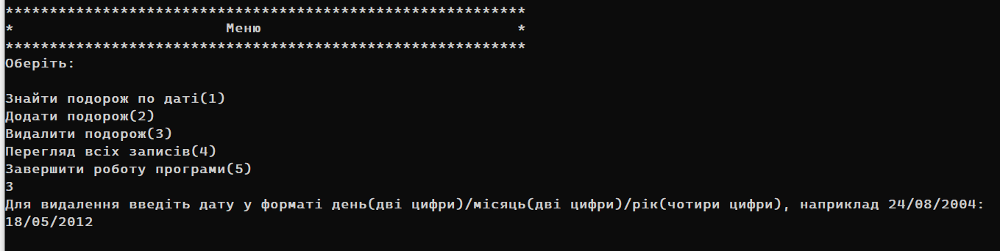 ***********************************************************
*                        Меню                             *
***********************************************************
Оберіть:
Знайти подорож по даті(1)
Додати подорож(2)
Видалити подорож(3)
Перегляд всіх записів(4)
Завершити роботу програми(5)
3
Для видалення введіть дату у форматі день(дві цифри)/місяць(дві цифри)/рік(чотири цифри), наприклад 24/08/2004:
18/05/2012